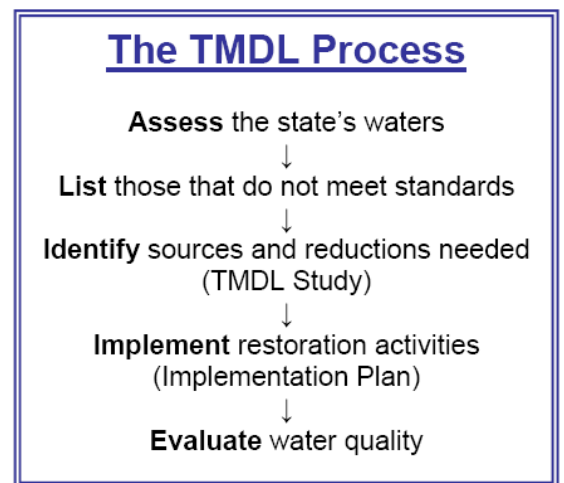 The TMDL Process
Assess the state's waters
↓
List those that do not meet standards
↓
Identify sources and reductions needed
(TMDL Study)
↓
Implement restoration activities
(Implementation Plan)
↓
Evaluate water quality